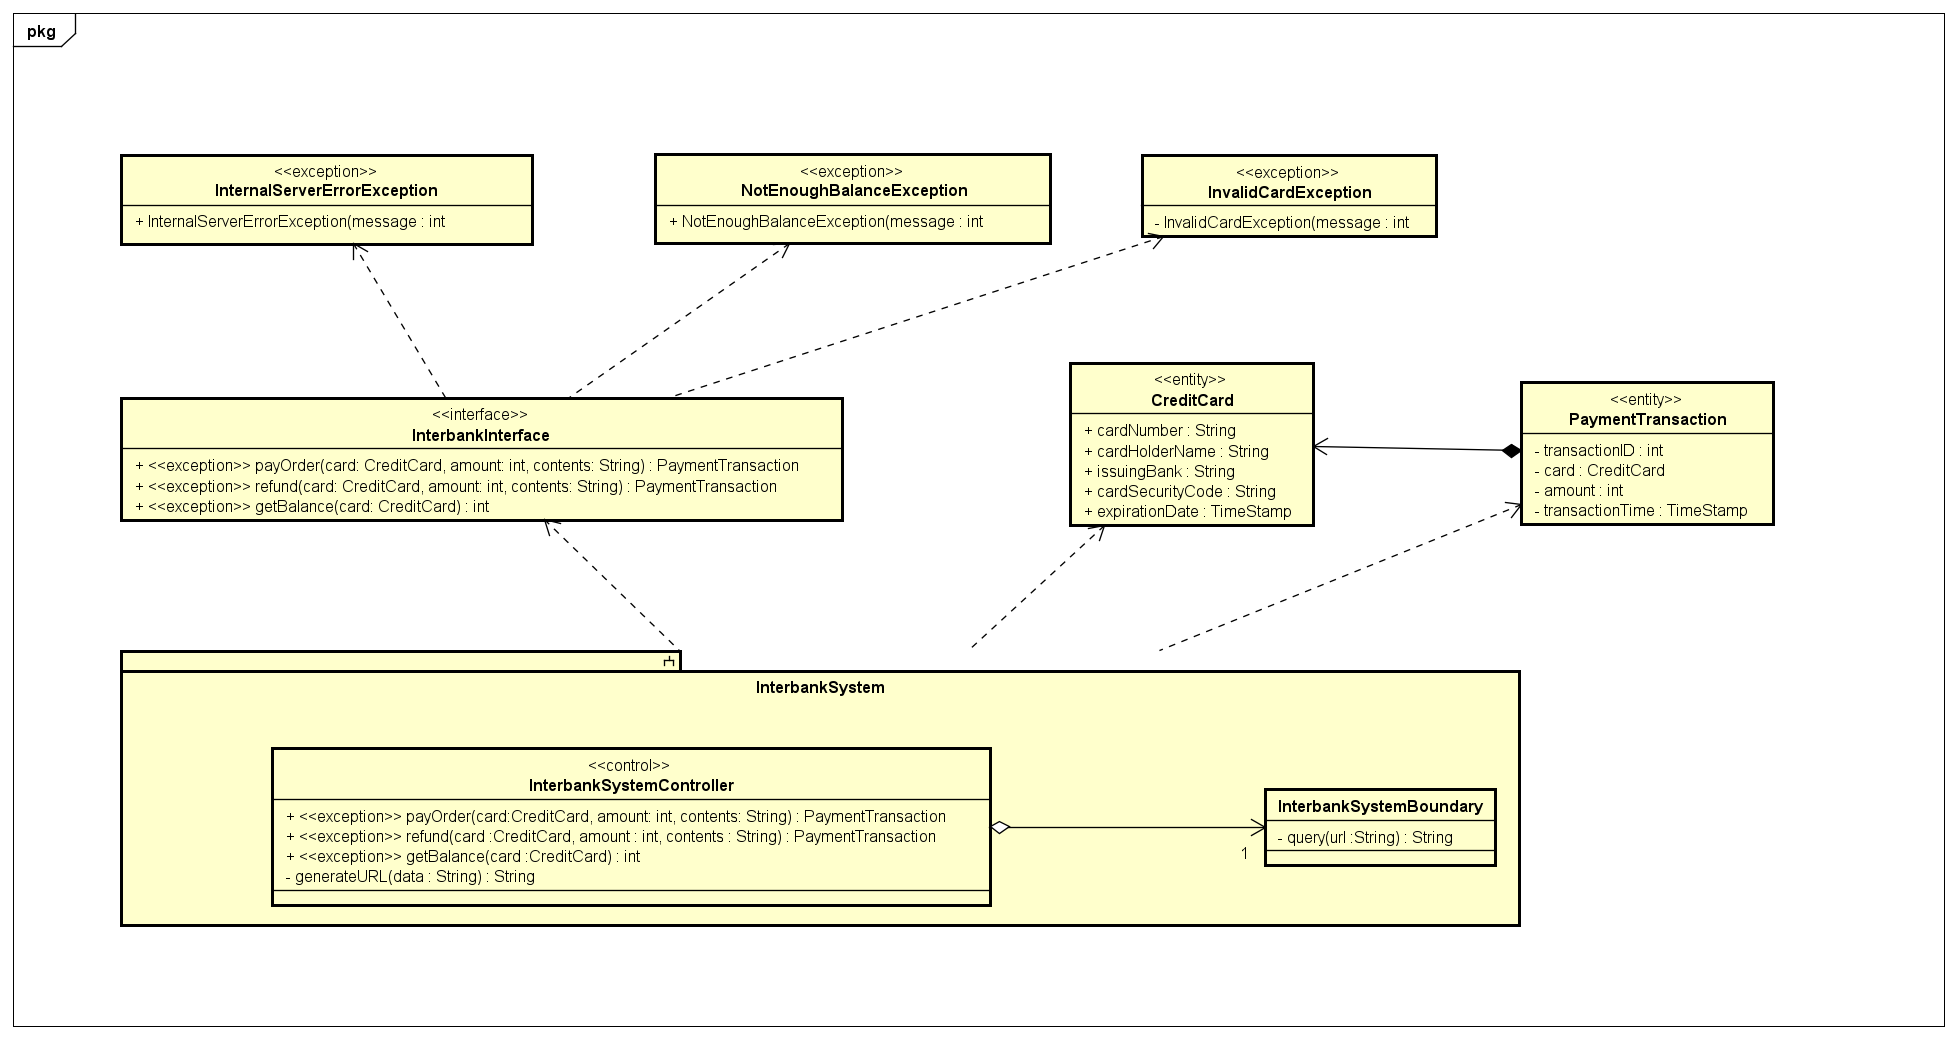 pkg
<<exception>>
InternalServerErrorException
+ InternalServerErrorException(message : int
<<exception>>
NotEnoughBalanceException
+ NotEnoughBalanceException(message : int
<<exception>>
InvalidCardException
- InvalidCardException(message : int
<<interface>>
InterbankInterface
+ <<exception>> payOrder(card: CreditCard, amount: int, contents: String) : PaymentTransaction
+ <<exception>> refund(card: CreditCard, amount: int, contents: String) : PaymentTransaction
+ <<exception>> getBalance(card: CreditCard) : int
<<entity>>
CreditCard
+ cardNumber : String
+ cardHolderName : String
+ issuingBank : String
+ cardSecurityCode : String
+ expirationDate : TimeStamp
<<entity>>
PaymentTransaction
- transactionID : int
- card : CreditCard
- amount : int
- transactionTime : TimeStamp
InterbankSystem
<<control>>
InterbankSystemController
+ <<exception>> payOrder(card:CreditCard, amount: int, contents: String) : PaymentTransaction
+ <<exception>> refund(card :CreditCard, amount : int, contents : String) : PaymentTransaction
+ <<exception>> getBalance(card :CreditCard) : int
- generateURL(data : String) : String
1
InterbankSystemBoundary
- query(url :String) : String